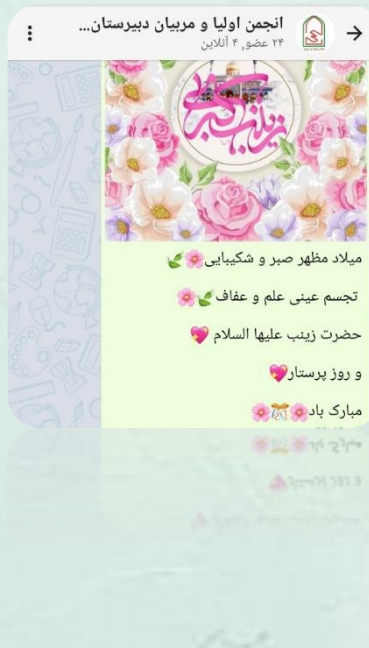 انجمن اولیا و مربیان دبیرستان...
۲۴ عضو, ۴ آنلاین
زینب کبری
میلاد مظهر صبر و شکیبایی🌸🌿
تجسم عینی علم و عفاف🌿🌸
حضرت زینب علیها السلام 💖
و روز پرستار💖
مبارک باد🌸🎊🌸